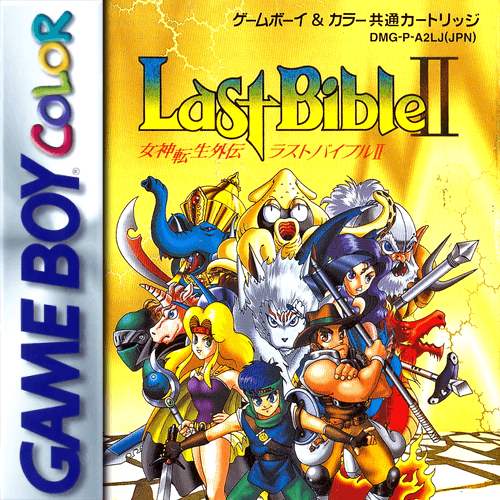 GAME BOY COLOR
ゲームボーイ & カラー共通カートリッジ
DMG-P-A2LJ(JPN)
Last Bible II
女神転生外伝 ラストバイブルII